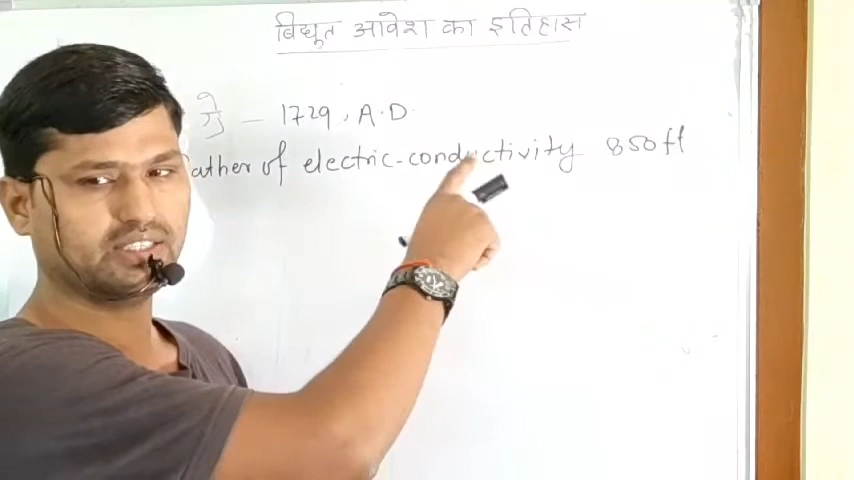 विधुत आवेश का इतिहास
ग्रे - 1729, A.D.
ather of electric-conductivity 850ft